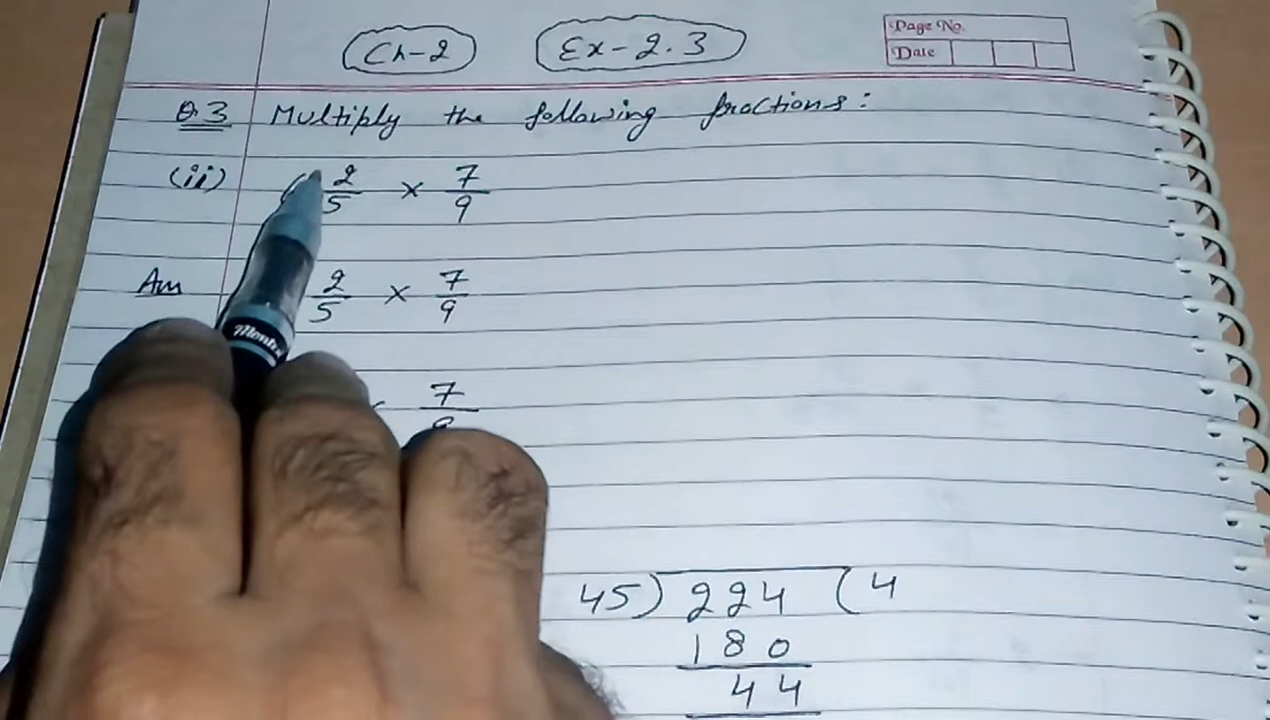 Ch-2 Ex-2.3
Page No.
Date
Q.3 Multiply the following fractions:
(ii) 2/5 × 7/9
Ans 2/5 × 7/9
7
45) 224 (4
180
44